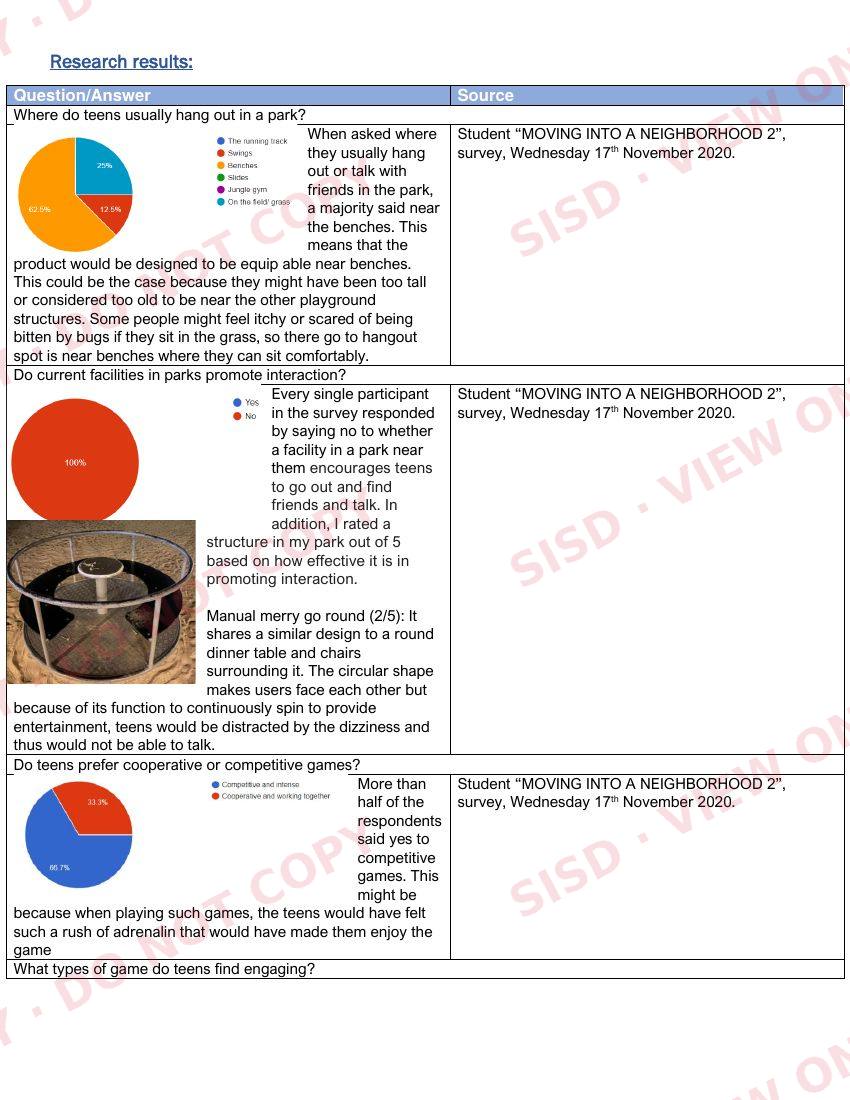 Research results:
Question/Answer
Source
Where do teens usually hang out in a park?
25%
62.5%
12.5%
The running track
Swings
Benches
Slides
Jungle gym
On the field/ grass
When asked where
they usually hang
out or talk with
friends in the park,
a majority said near
the benches. This
means that the
product would be designed to be equip able near benches.
This could be the case because they might have been too tall
or considered too old to be near the other playground
structures. Some people might feel itchy or scared of being
bitten by bugs if they sit in the grass, so there go to hangout
spot is near benches where they can sit comfortably.
Student “MOVING INTO A NEIGHBORHOOD 2”,
survey, Wednesday 17th November 2020.
Do current facilities in parks promote interaction?
100%
Yes
No
Every single participant
in the survey responded
by saying no to whether
a facility in a park near
them encourages teens
to go out and find
friends and talk. In
addition, I rated a
structure in my park out of 5
based on how effective it is in
promoting interaction.
Manual merry go round (2/5): It
shares a similar design to a round
dinner table and chairs
surrounding it. The circular shape
makes users face each other but
because of its function to continuously spin to provide
entertainment, teens would be distracted by the dizziness and
thus would not be able to talk.
Student “MOVING INTO A NEIGHBORHOOD 2”,
survey, Wednesday 17th November 2020.
Do teens prefer cooperative or competitive games?
33.3%
66.7%
Competitive and intense
Cooperative and working together
More than
half of the
respondents
said yes to
competitive
games. This
might be
because when playing such games, the teens would have felt
such a rush of adrenalin that would have made them enjoy the
game
Student “MOVING INTO A NEIGHBORHOOD 2”,
survey, Wednesday 17th November 2020.
What types of game do teens find engaging?
SISD · VIEW ONLY · DO NOT COPY